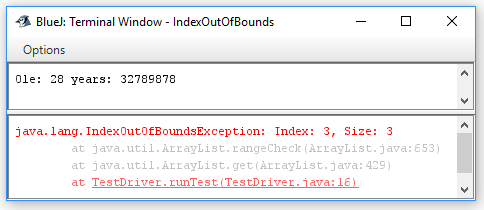 BlueJ: Terminal Window - IndexOutOfBounds
Options
Ole: 28 years: 32789878
java.lang.IndexOutOfBoundsException: Index: 3, Size: 3
at java.util.ArrayList.rangeCheck(ArrayList.java:653)
at java.util.ArrayList.get(ArrayList.java:429)
at TestDriver.runTest(TestDriver.java:16)